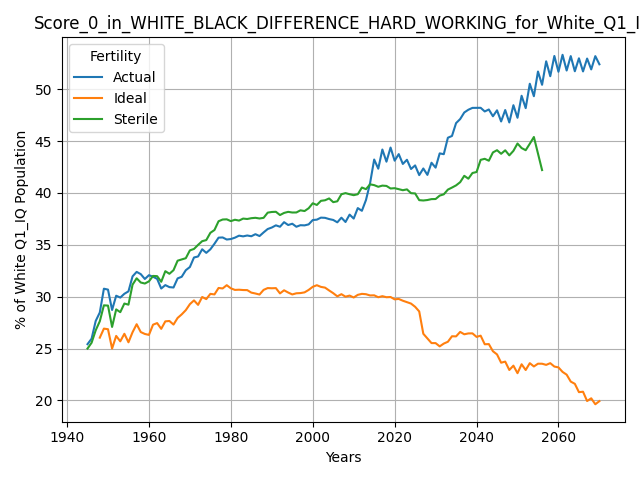 Score_0_in_WHITE_BLACK_DIFFERENCE_HARD_WORKING_for_White_Q1_I
Fertility
Actual
Ideal
Sterile
% of White Q1_IQ Population
50
45
40
35
30
25
20
1940 1960 1980 2000 2020 2040 2060
Years